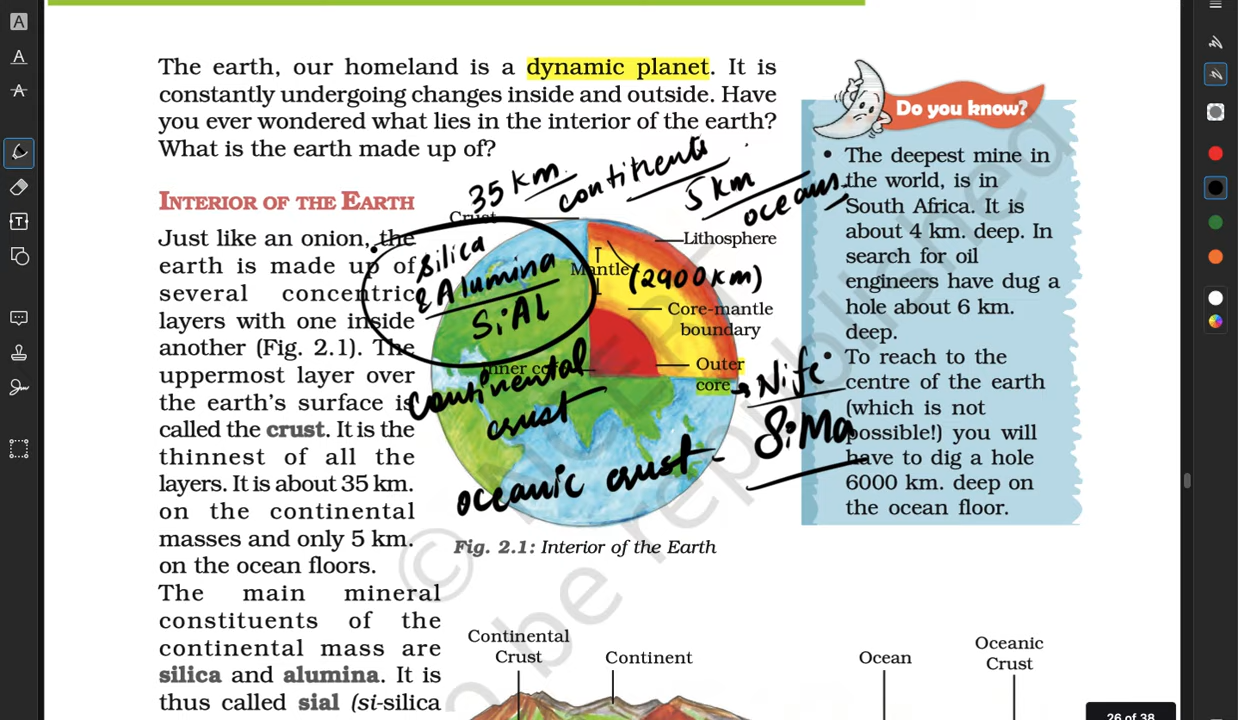 The earth, our homeland is a dynamic planet. It is
constantly undergoing changes inside and outside. Have
you ever wondered what lies in the interior of the earth?
What is the earth made up of?
INTERIOR OF THE EARTH
Just like an onion, the
earth is made up of
several concentric
layers with one inside
another (Fig. 2.1). The
uppermost layer over
the earth's surface is
called the crust. It is the
thinnest of all the
layers. It is about 35 km.
on the continental
masses and only 5 km.
on the ocean floors.
The main mineral
constituents of the
continental mass are
silica and alumina. It is
thus called sial (si-silica
35 km.
continents
5 km
oceans.
Crust
Lithosphere
Silica
& Alumina
SiAl
Mantle
(2900 km)
Core-mantle
boundary
Inner core
Outer
core
Nife
continental
crust
SiMa
oceanic crust -
Fig. 2.1: Interior of the Earth
Do you know?
• The deepest mine in
the world, is in
South Africa. It is
about 4 km. deep. In
search for oil
engineers have dug a
hole about 6 km.
deep.
• To reach to the
centre of the earth
(which is not
possible!) you will
have to dig a hole
6000 km. deep on
the ocean floor.
Continental
Crust
Continent
Ocean
Oceanic
Crust
© NCERT
be republished
26 of 38
A
A
A
T